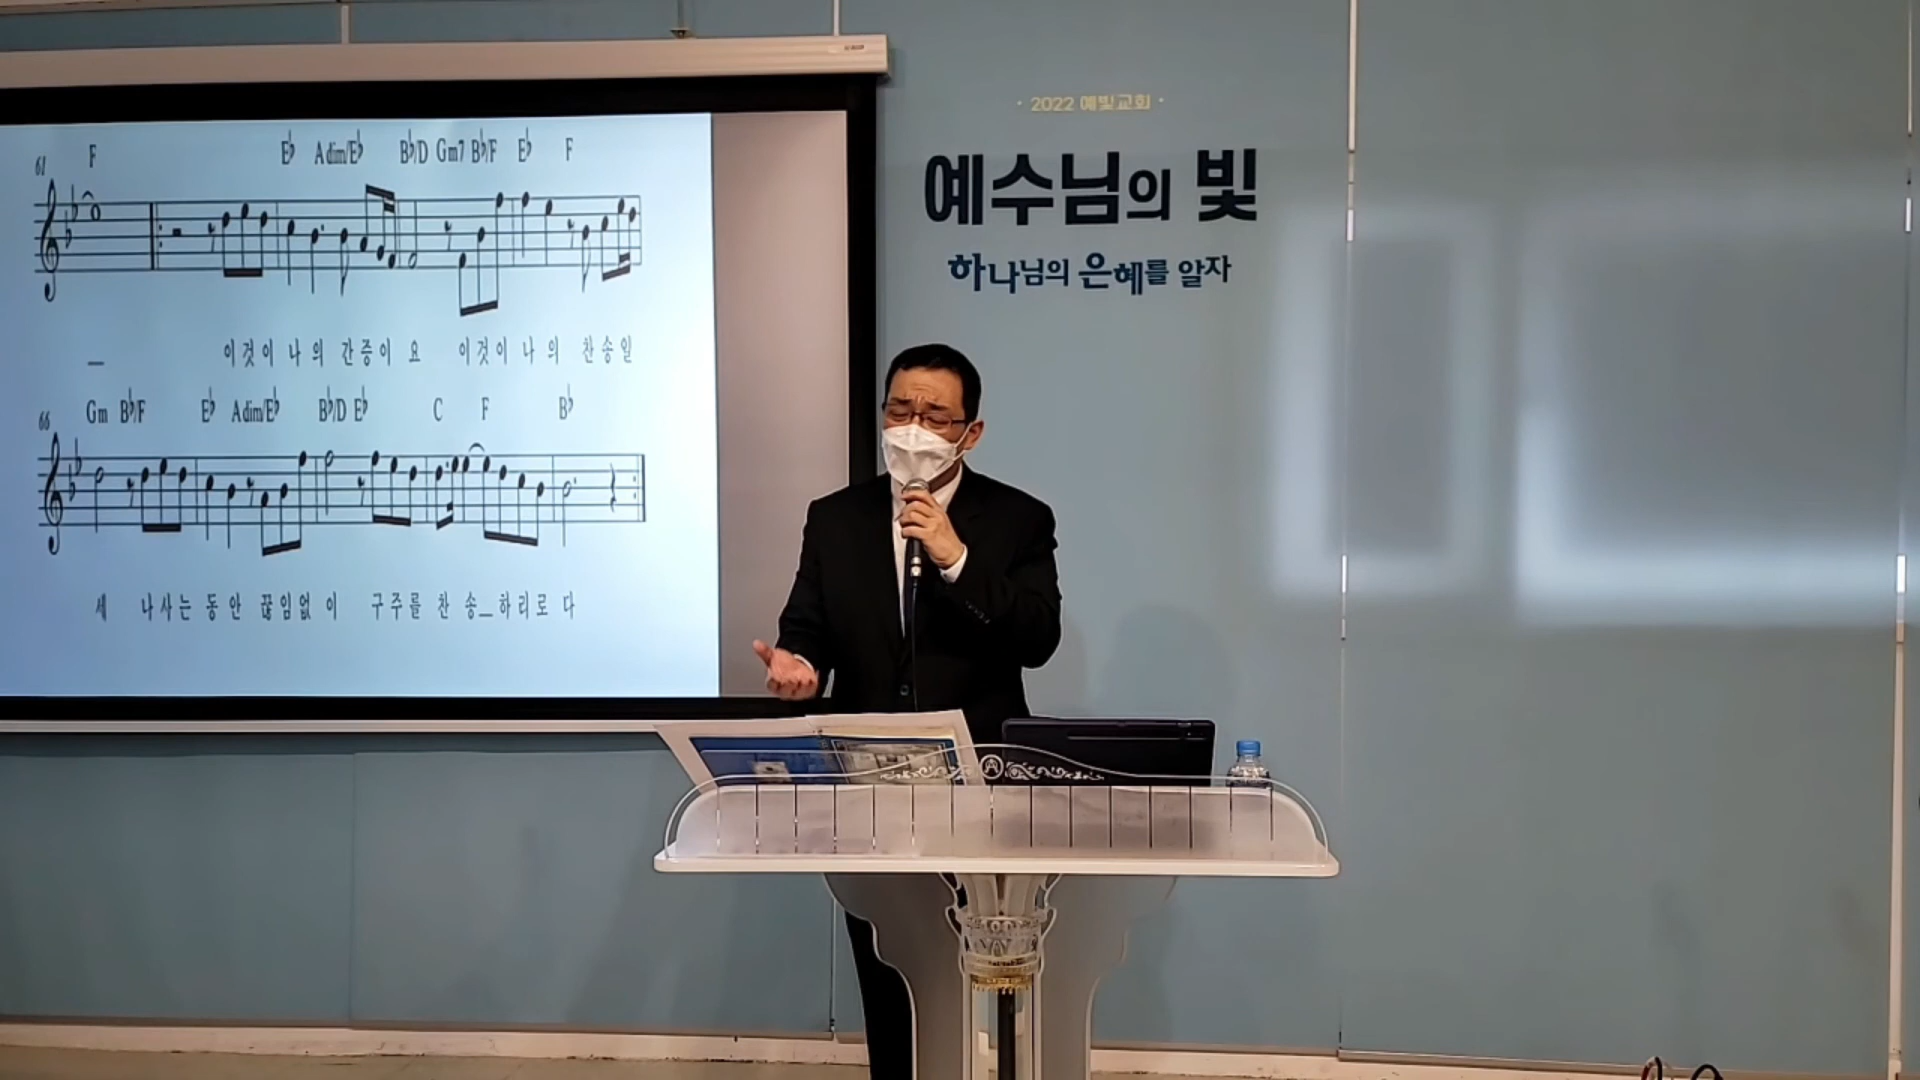 61 F E♭ Adim/E♭ B♭/D Gm7 B♭/F E♭ F
이것이 나의 간증이요 이것이 나의 찬송일
66 Gm B♭/F E♭ Adim/E♭ B♭/D E♭ C F B♭
세 나사는 동안 끊임없이 구주를 찬송_하리로다
· 2022 예빛교회 ·
예수님의 빛
하나님의 은혜를 알자